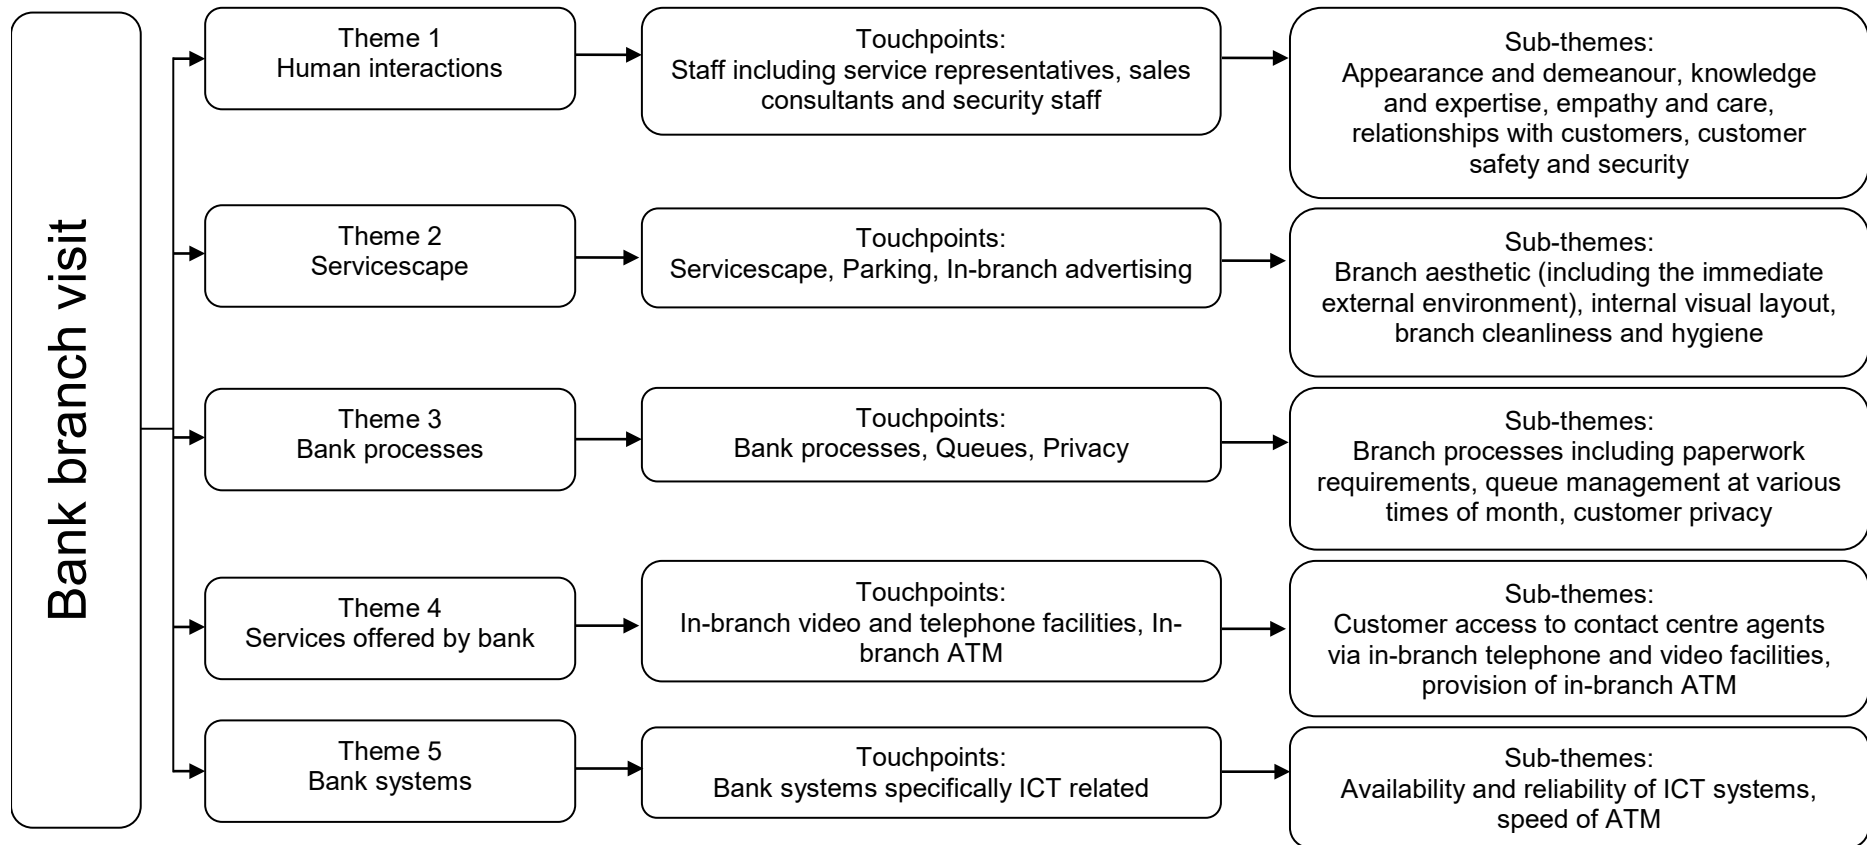 Bank branch visit
Theme 1
Human interactions
Touchpoints:
Staff including service representatives, sales
consultants and security staff
Sub-themes:
Appearance and demeanour, knowledge
and expertise, empathy and care,
relationships with customers, customer
safety and security
Theme 2
Servicescape
Touchpoints:
Servicescape, Parking, In-branch advertising
Sub-themes:
Branch aesthetic (including the immediate
external environment), internal visual layout,
branch cleanliness and hygiene
Theme 3
Bank processes
Touchpoints:
Bank processes, Queues, Privacy
Sub-themes:
Branch processes including paperwork
requirements, queue management at various
times of month, customer privacy
Theme 4
Services offered by bank
Touchpoints:
In-branch video and telephone facilities, In-
branch ATM
Sub-themes:
Customer access to contact centre agents
via in-branch telephone and video facilities,
provision of in-branch ATM
Theme 5
Bank systems
Touchpoints:
Bank systems specifically ICT related
Sub-themes:
Availability and reliability of ICT systems,
speed of ATM